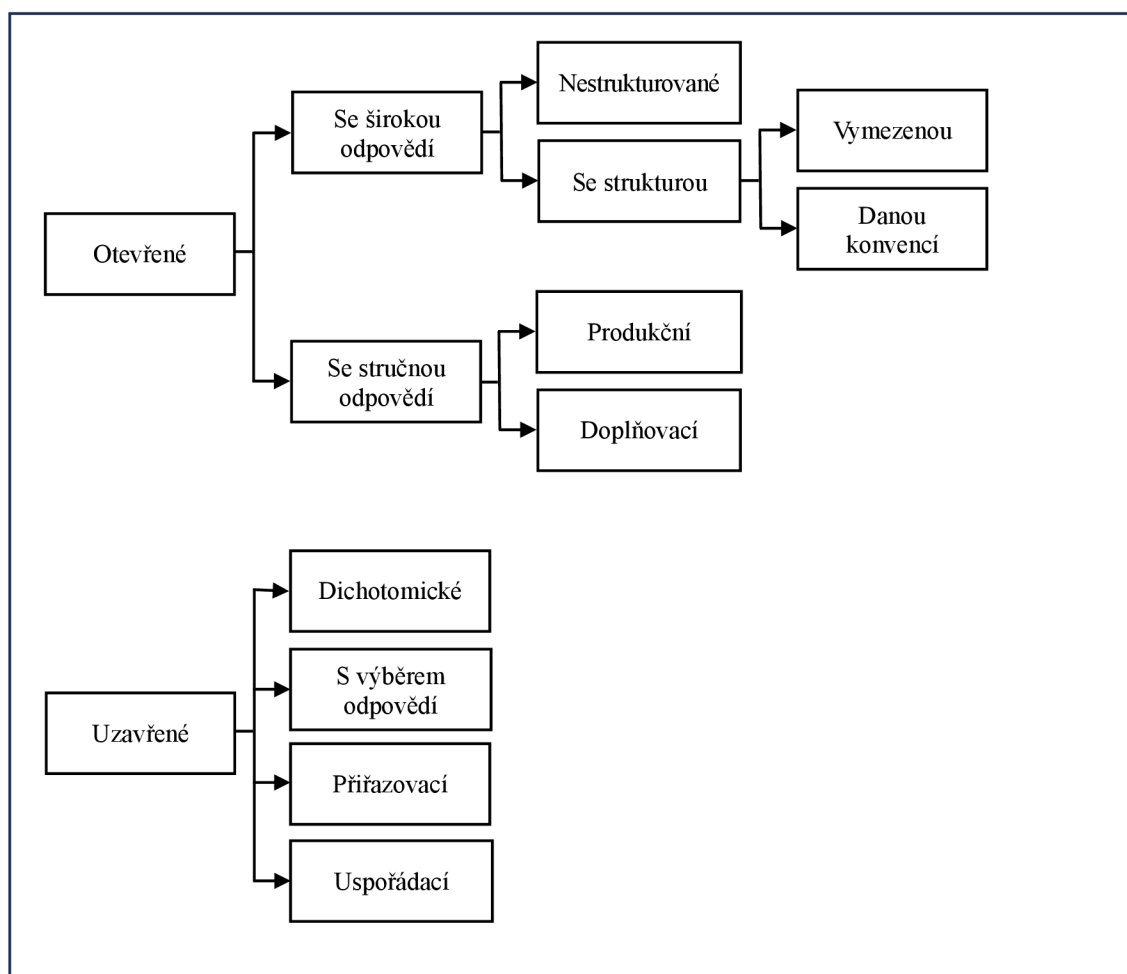 Otevřené
Se širokou
odpovědí
Nestrukturované
Se strukturou
Vymezenou
Danou
konvencí
Se stručnou
odpovědí
Produkční
Doplňovací
Uzavřené
Dichotomické
S výběrem
odpovědí
Přiřazovací
Uspořádací